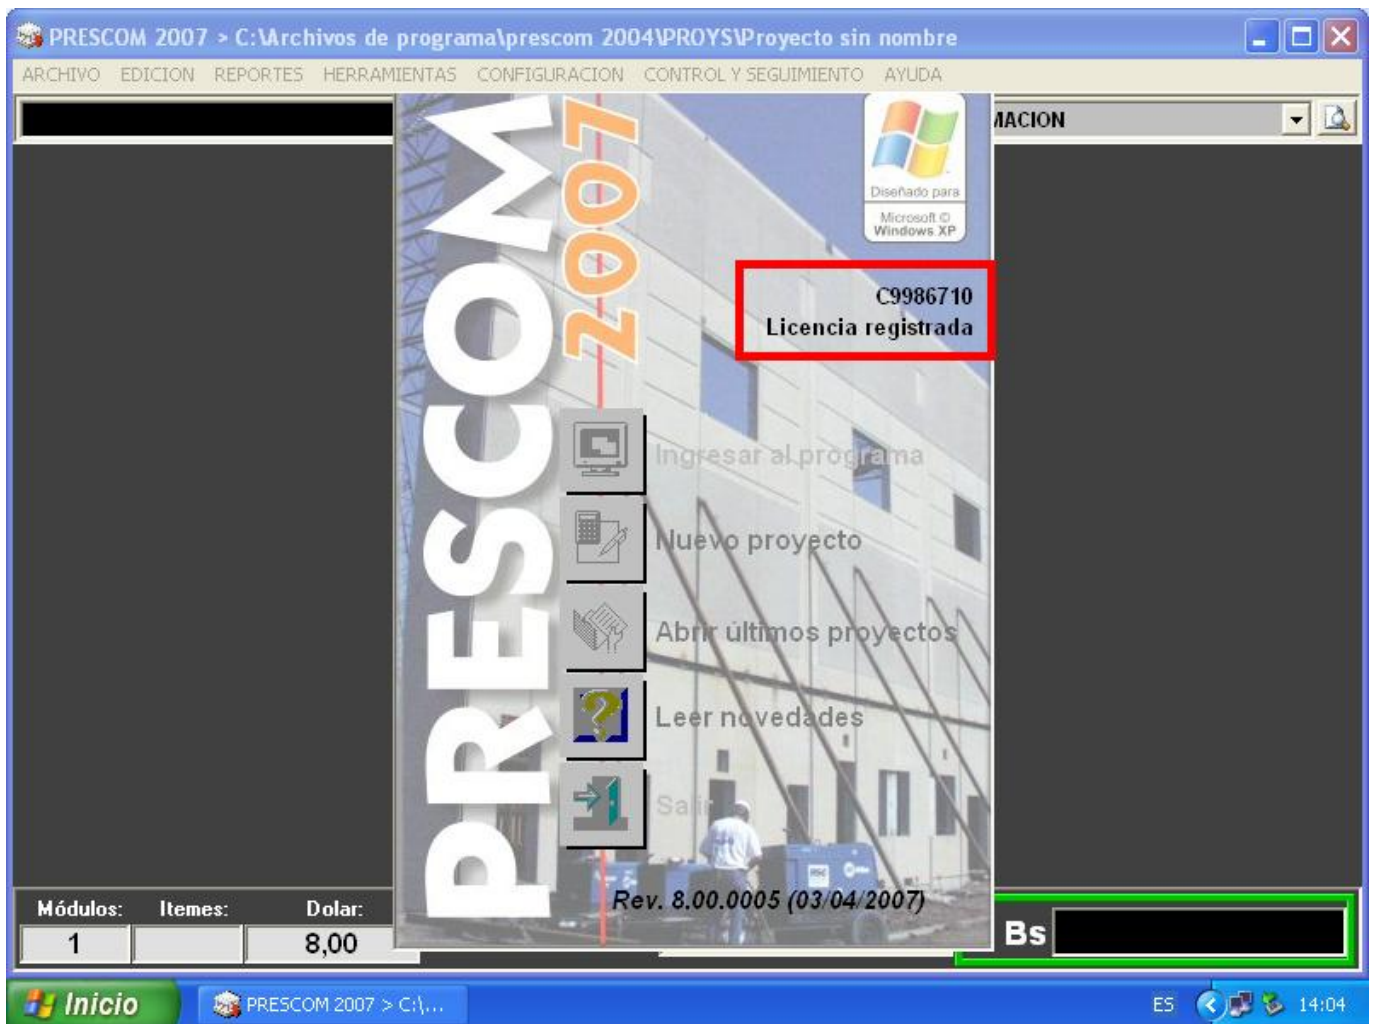 PRESCOM 2007 > C:\Archivos de programa\prescom 2004\PROYS\Proyecto sin nombre
ARCHIVO EDICION REPORTES HERRAMIENTAS CONFIGURACION CONTROL Y SEGUIMIENTO AYUDA
MACION
PRESCOM
2007
Diseñado para
Microsoft ©
Windows XP
C9986710
Licencia registrada
Ingresar al programa
Nuevo proyecto
Abrir últimos proyectos
Leer novedades
Salir
Rev. 8.00.0005 (03/04/2007)
Módulos: Itemes: Dolar:
1 8,00
Bs
Inicio PRESCOM 2007 > C:\... ES 14:04